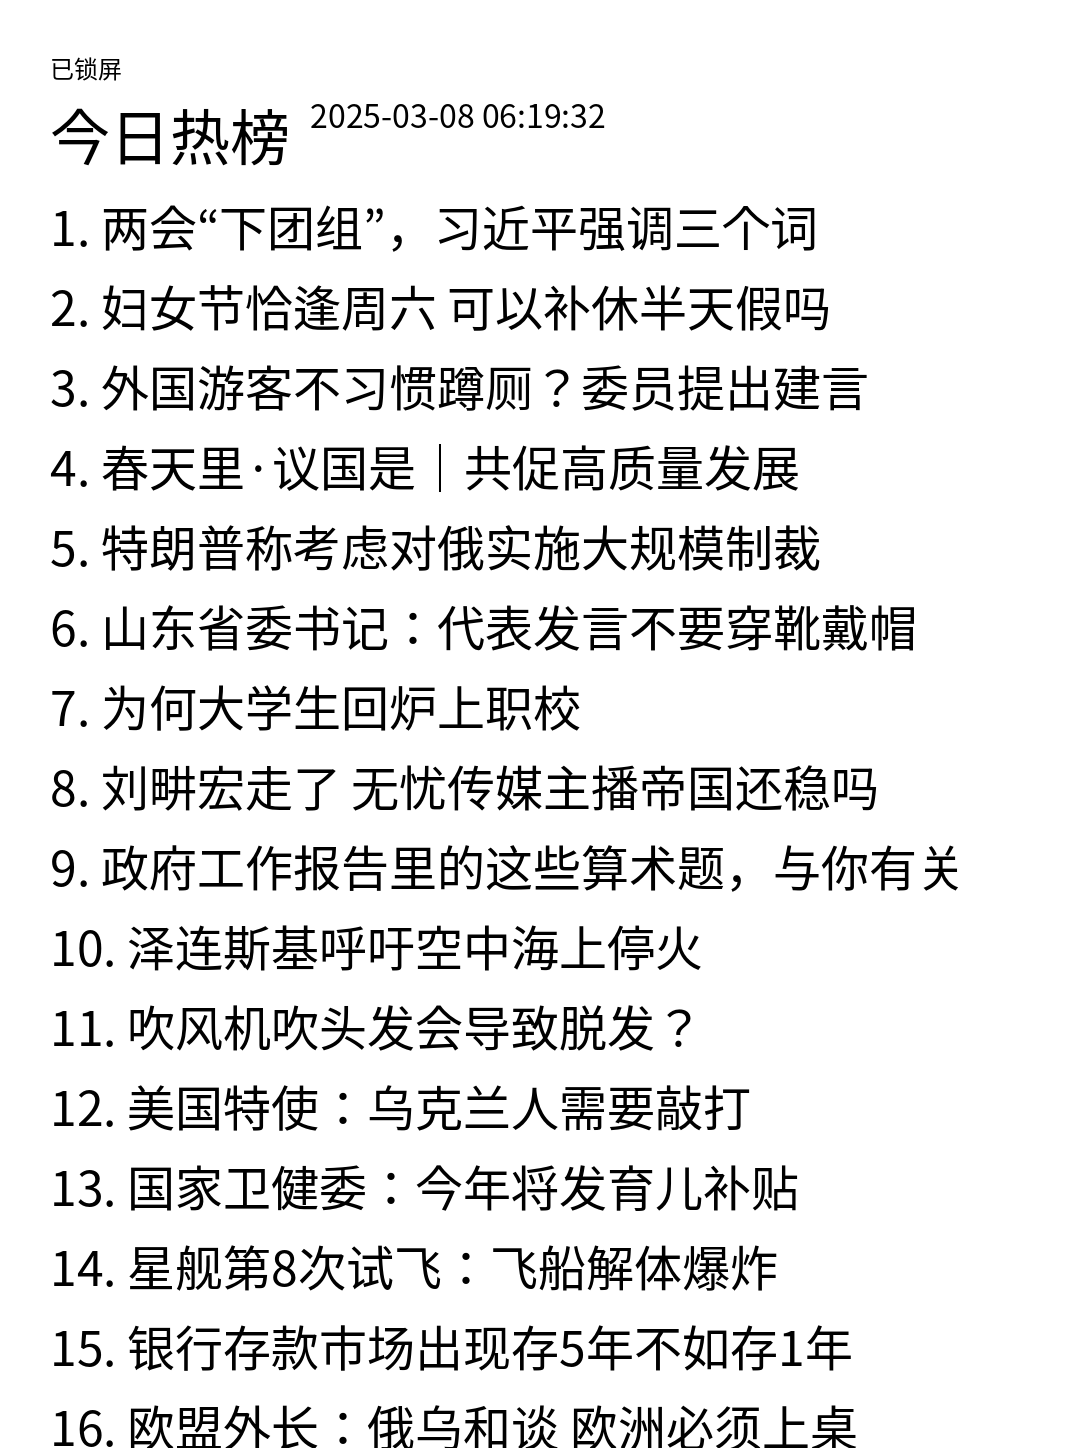 已锁屏
今日热榜 2025-03-08 06:19:32
1. 两会“下团组”，习近平强调三个词
2. 妇女节恰逢周六 可以补休半天假吗
3. 外国游客不习惯蹲厕？委员提出建言
4. 春天里·议国是｜共促高质量发展
5. 特朗普称考虑对俄实施大规模制裁
6. 山东省委书记：代表发言不要穿靴戴帽
7. 为何大学生回炉上职校
8. 刘畊宏走了 无忧传媒主播帝国还稳吗
9. 政府工作报告里的这些算术题，与你有关
10. 泽连斯基呼吁空中海上停火
11. 吹风机吹头发会导致脱发？
12. 美国特使：乌克兰人需要敲打
13. 国家卫健委：今年将发育儿补贴
14. 星舰第8次试飞：飞船解体爆炸
15. 银行存款市场出现存5年不如存1年
16. 欧盟外长：俄乌和谈 欧洲必须上桌